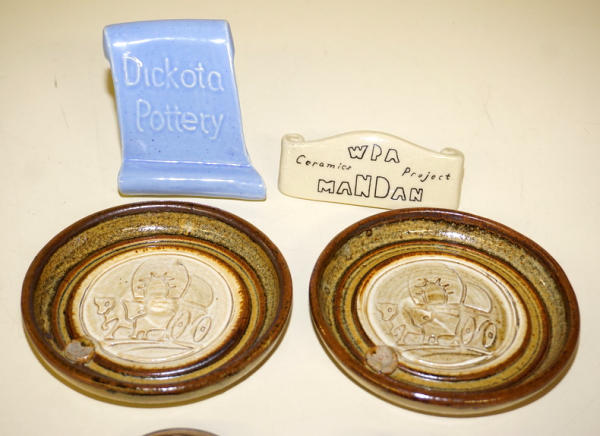 Dickota
Pottery
WPA
Ceramics Project
MANDAN